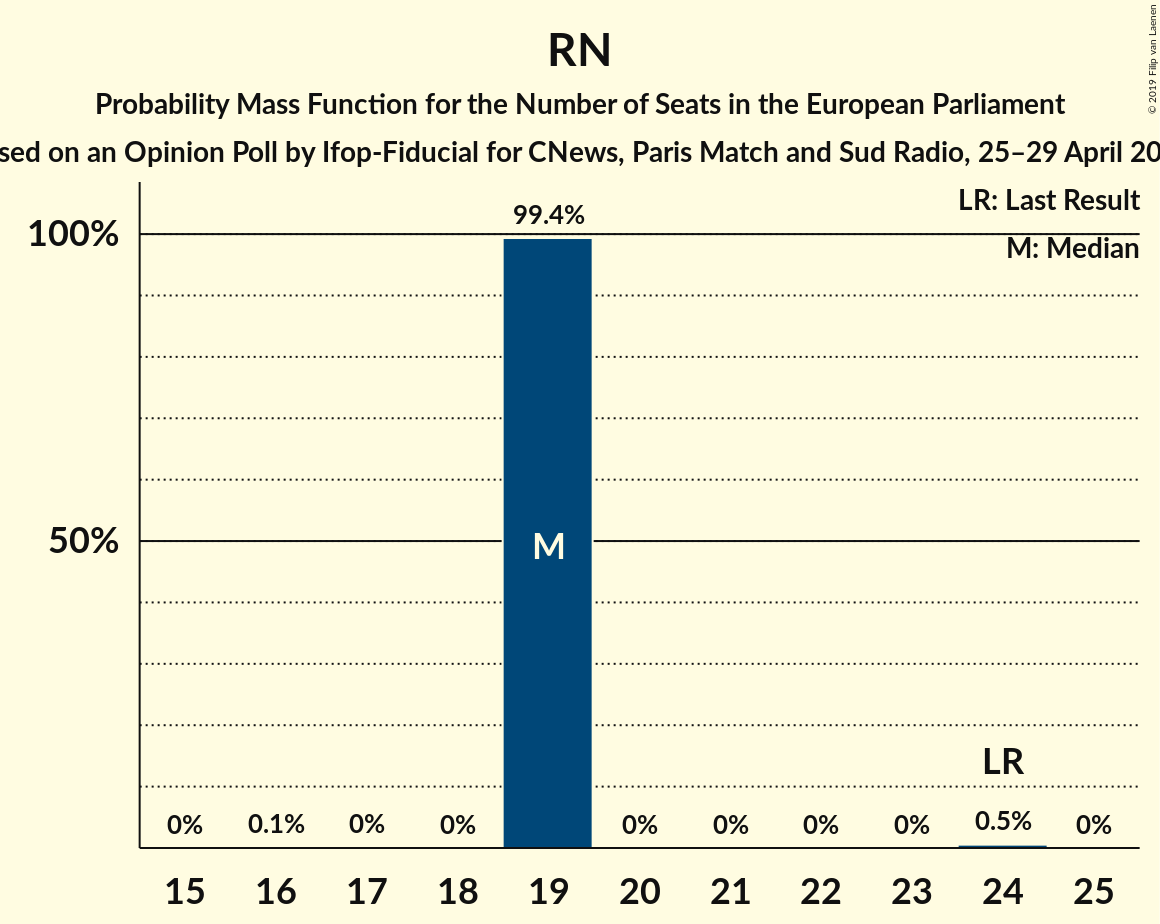 RN
Probability Mass Function for the Number of Seats in the European Parliament
sed on an Opinion Poll by Ifop-Fiducial for CNews, Paris Match and Sud Radio, 25–29 April 20
© 2019 Filip van Laenen
LR: Last Result
M: Median
99.4%
100%
50%
M
LR
0% 0.1% 0% 0% 0% 0% 0% 0% 0.5% 0%
15 16 17 18 19 20 21 22 23 24 25